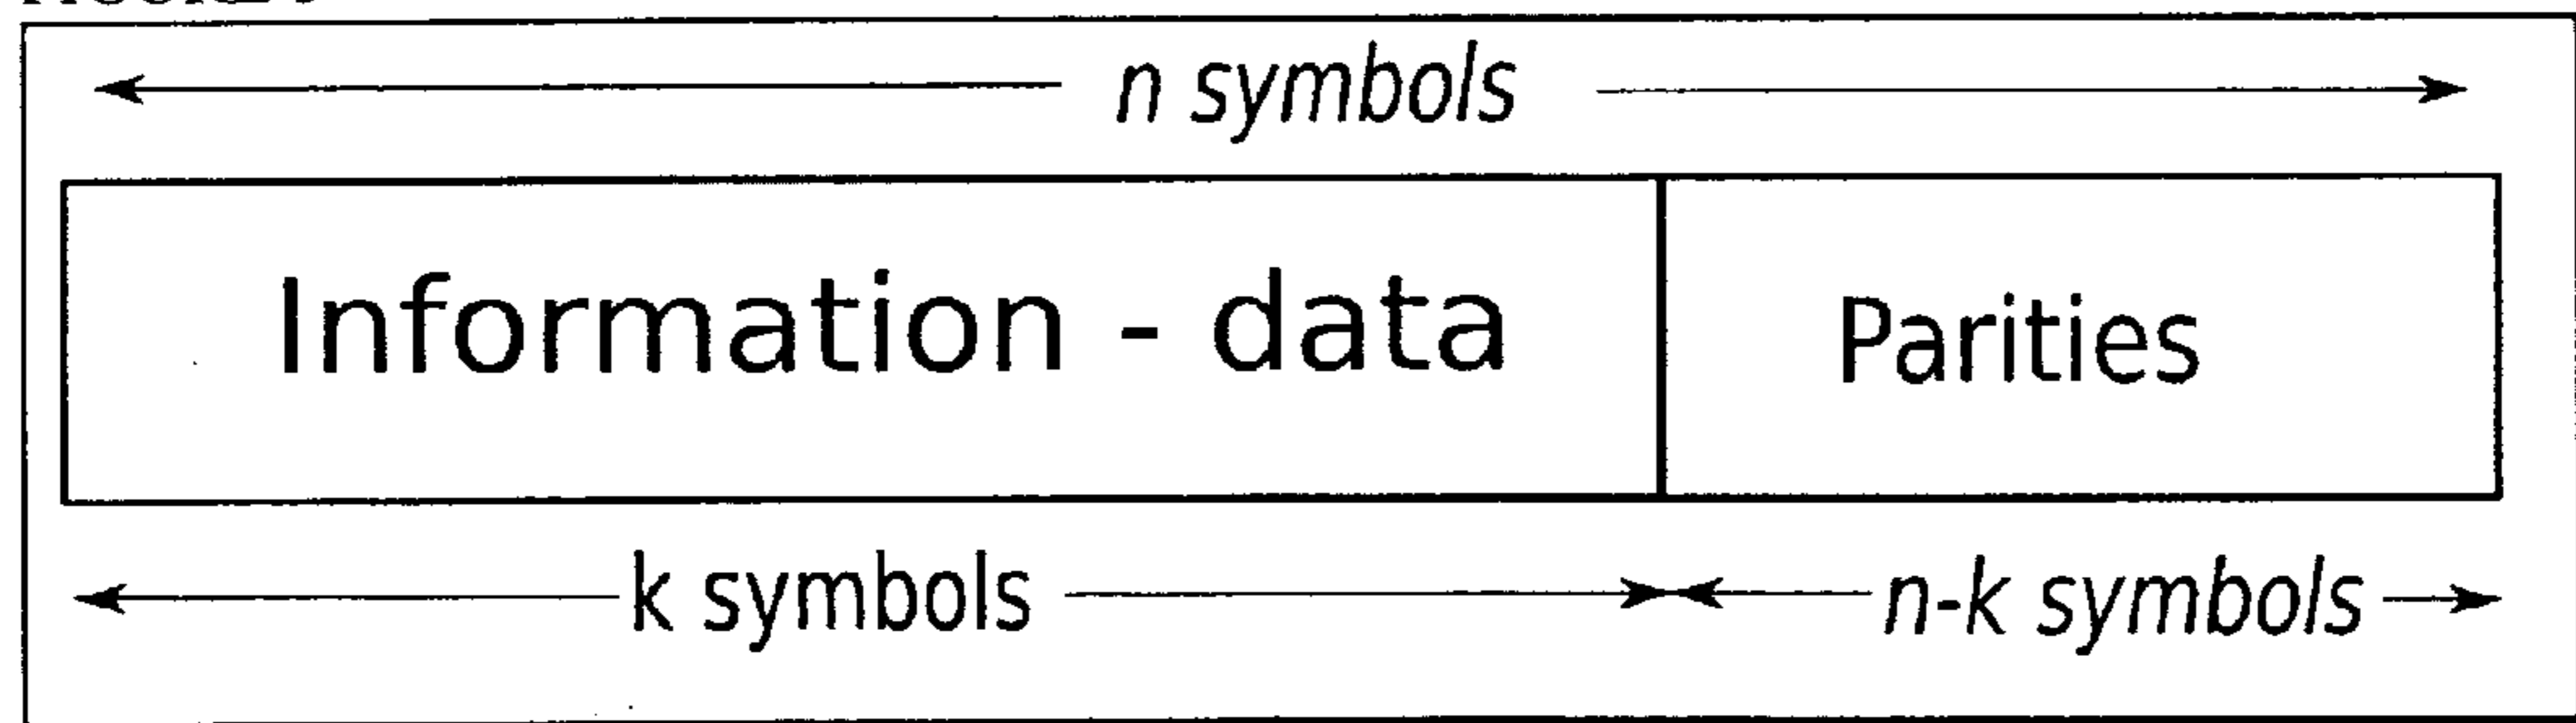 n symbols
Information - data Parities
k symbols n-k symbols